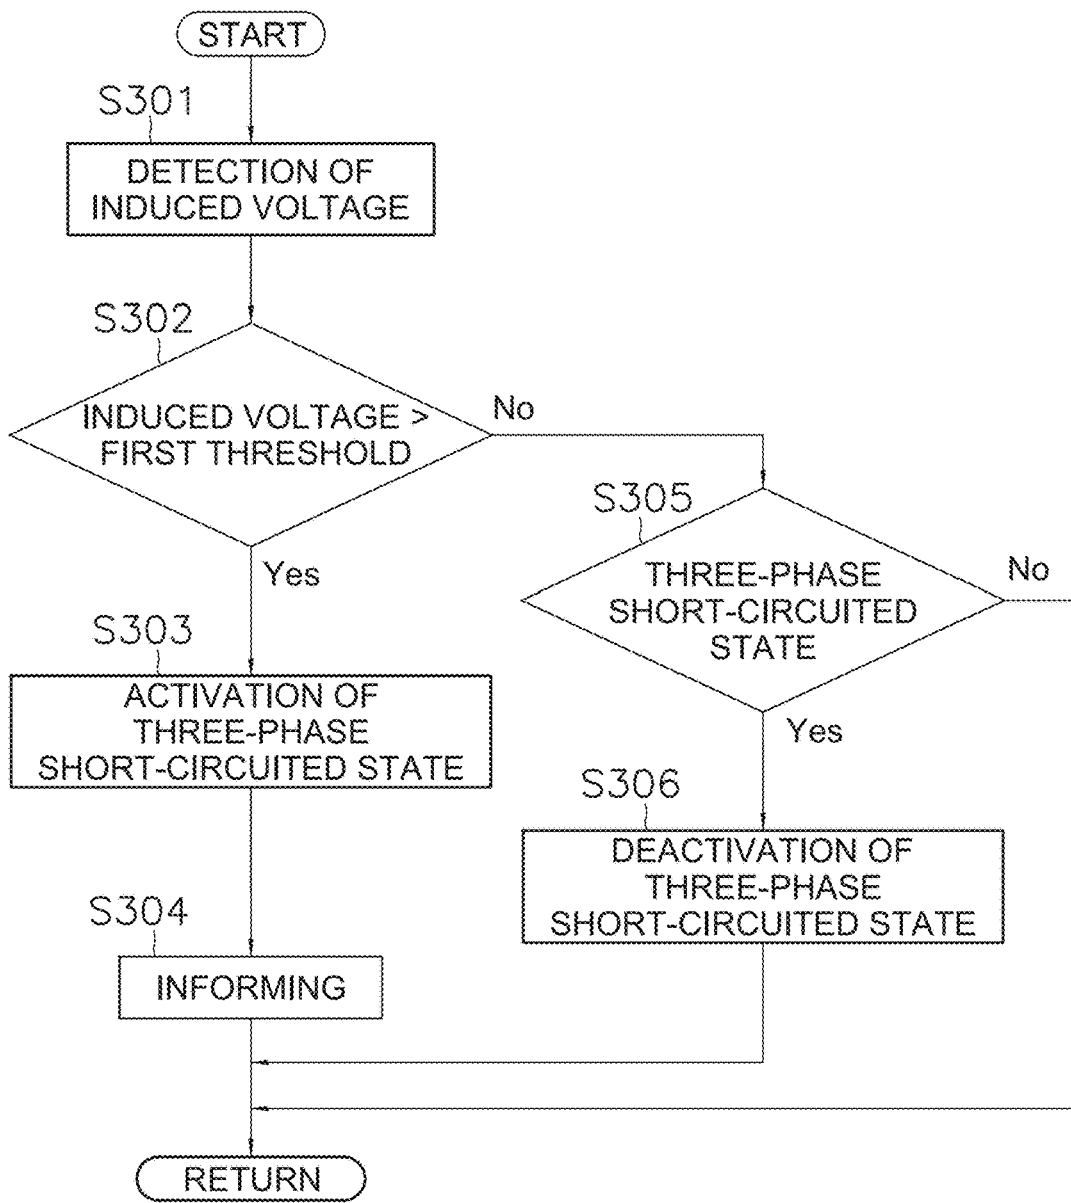 START
S301
DETECTION OF
INDUCED VOLTAGE
S302
INDUCED VOLTAGE >
FIRST THRESHOLD
No
Yes
S305
THREE-PHASE
SHORT-CIRCUITED
STATE
No
Yes
S303
ACTIVATION OF
THREE-PHASE
SHORT-CIRCUITED STATE
S306
DEACTIVATION OF
THREE-PHASE
SHORT-CIRCUITED STATE
S304
INFORMING
RETURN